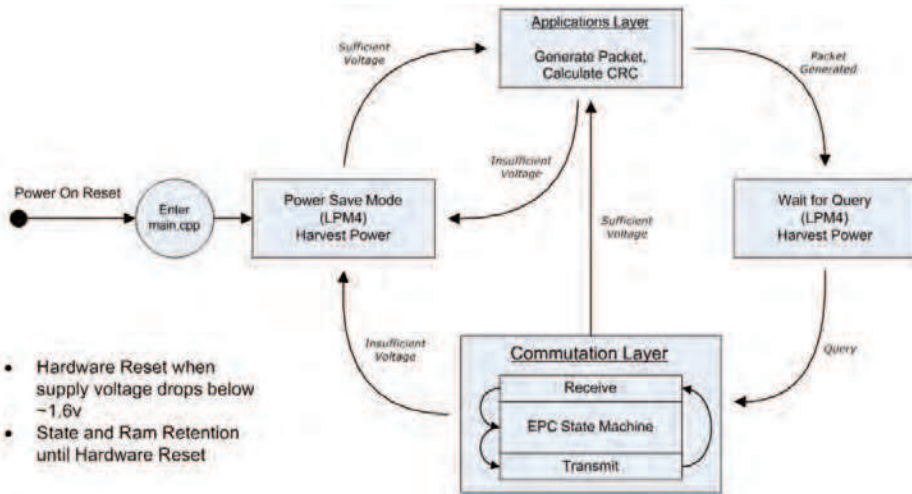 Applications Layer
Generate Packet,
Calculate CRC
Sufficient
Voltage
Packet
Generated
Insufficient
Voltage
Power On Reset
Enter
main.cpp
Power Save Mode
(LPM4)
Harvest Power
Wait for Query
(LPM4)
Harvest Power
Sufficient
Voltage
Insufficient
Voltage
Query
Commutation Layer
Receive
EPC State Machine
Transmit
• Hardware Reset when
supply voltage drops below
~1.6v
• State and Ram Retention
until Hardware Reset